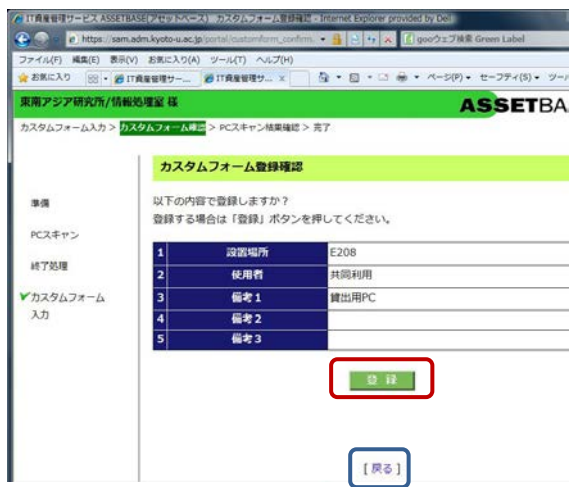 IT資産管理サービス ASSETBASE(アセットベース) カスタムフォーム登録確認 - Internet Explorer provided by Dell
https://sam.adm.kyoto-u.ac.jp/portal/customform_confirm.
gooウェブ検索 Green Label
ファイル(F) 編集(E) 表示(V) お気に入り(A) ツール(T) ヘルプ(H)
お気に入り IT資産管理サー... IT資産管理サ... x ページ(P) セーフティ(S) ツー
東南アジア研究所/情報処理室 様
ASSETBA
カスタムフォーム入力 > カスタムフォーム確認 > PCスキャン結果確認 > 完了
カスタムフォーム登録確認
準備
PCスキャン
終了処理
カスタムフォーム
入力
以下の内容で登録しますか?
登録する場合は「登録」ボタンを押してください。
1 設置場所 E208
2 使用者 共同利用
3 備考1 貸出用PC
4 備考2
5 備考3
登 録
[ 戻る ]